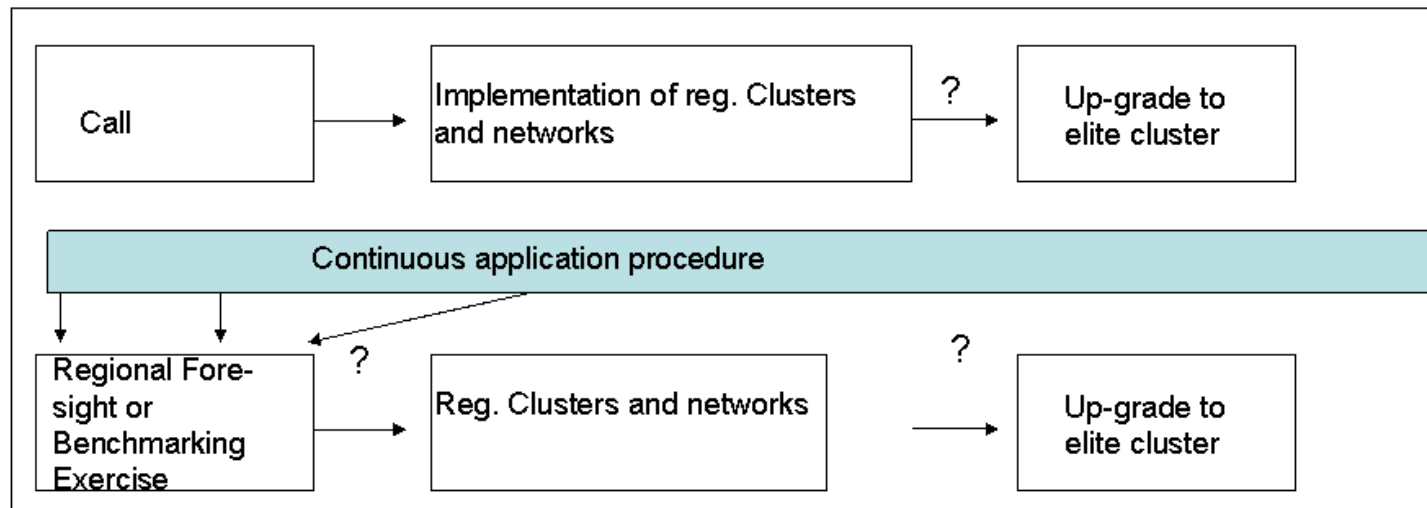 Call
Implementation of reg. Clusters
and networks
?
Up-grade to
elite cluster
Continuous application procedure
Regional Fore-
sight or
Benchmarking
Exercise
?
Reg. Clusters and networks
?
Up-grade to
elite cluster